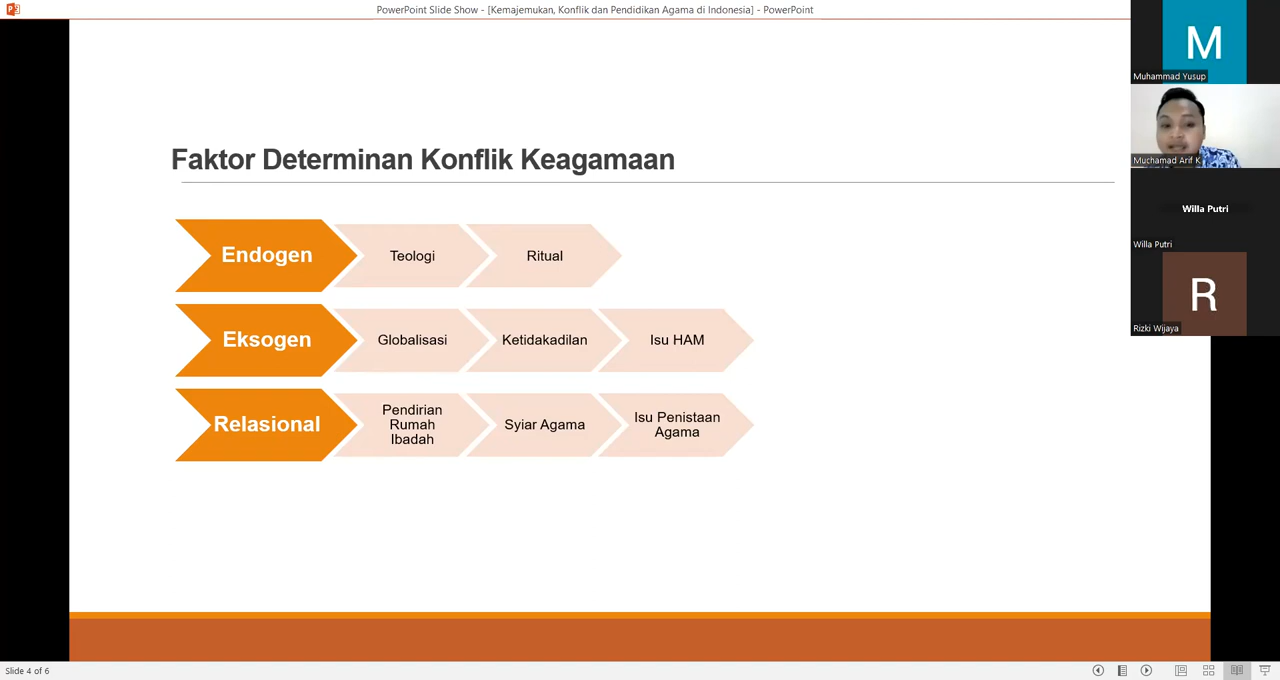 PowerPoint Slide Show - [Kemajemukan, Konflik dan Pendidikan Agama di Indonesia] - PowerPoint
M
Muhammad Yusup
Muchamad Arif K
Willa Putri
Willa Putri
R
Rizki Wijaya
Faktor Determinan Konflik Keagamaan
Endogen
Teologi
Ritual
Eksogen
Globalisasi
Ketidakadilan
Isu HAM
Relasional
Pendirian
Rumah
Ibadah
Syiar Agama
Isu Penistaan
Agama
Slide 4 of 6